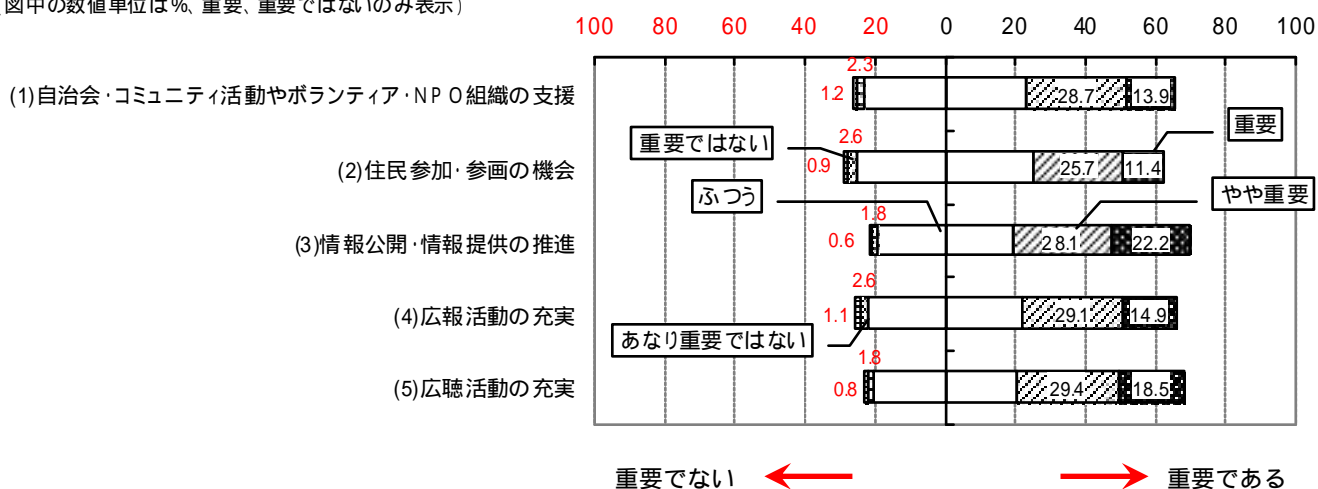 (図中の数値単位は%、重要、重要ではないのみ表示)
100 80 60 40 20 0 20 40 60 80 100
2.3
(1)自治会・コミュニティ活動やボランティア・NPO組織の支援 1.2 28.7 13.9
重要
重要ではない 2.6
(2)住民参加・参画の機会 0.9 25.7 11.4
ふつう やや重要
1.8
(3)情報公開・情報提供の推進 0.6 28.1 22.2
2.6
(4)広報活動の充実 1.1 29.1 14.9
あなり重要ではない
1.8
(5)広聴活動の充実 0.8 29.4 18.5
重要でない 重要である